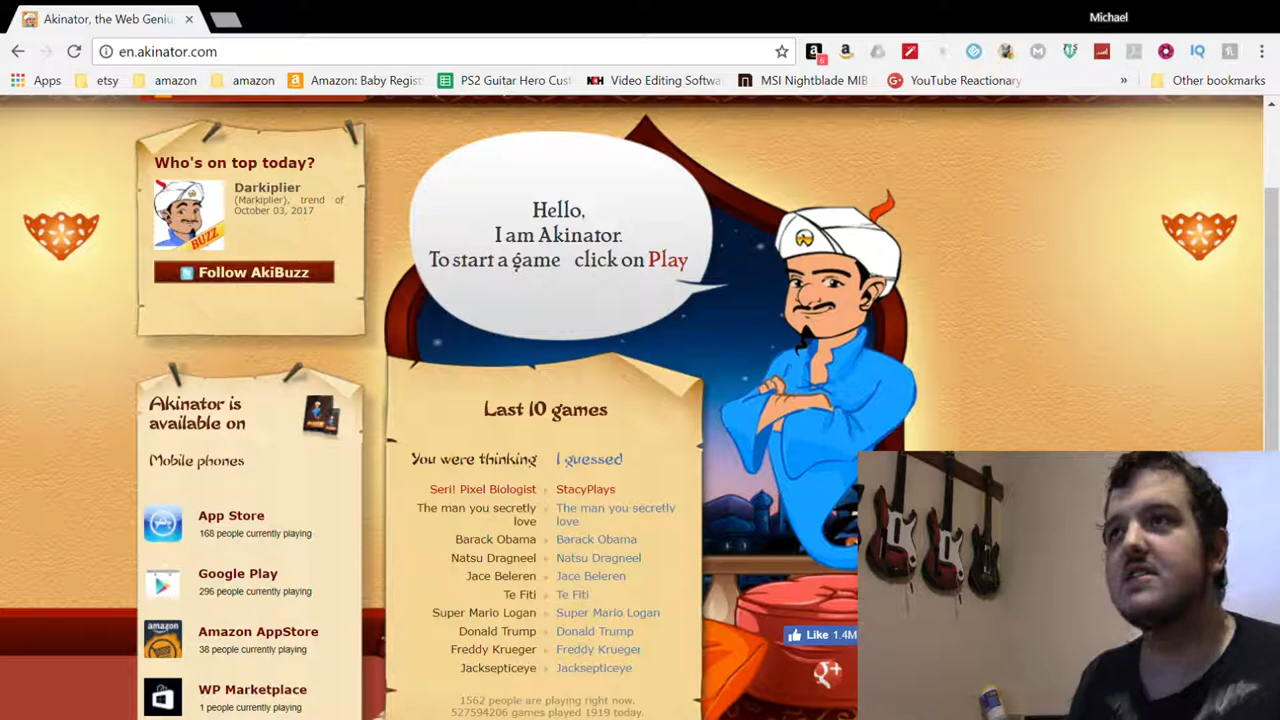 Akinator, the Web Geniu
Michael
en.akinator.com
6
IQ
Apps
etsy
amazon
amazon
Amazon: Baby Regist
PS2 Guitar Hero Cust
NCH
Video Editing Softwa
MSI Nightblade MIB
YouTube Reactionary
»
Other bookmarks
Who's on top today?
Darkiplier
(Markiplier), trend of
October 03, 2017
BUZZ
Follow AkiBuzz
Hello,
I am Akinator.
To start a game click on Play
Akinator is
available on
Mobile phones
App Store
168 people currently playing
Google Play
296 people currently playing
Amazon AppStore
38 people currently playing
WP Marketplace
1 people currently playing
Last 10 games
You were thinking I guessed
Seri! Pixel Biologist StacyPlays
The man you secretly The man you secretly
love love
Barack Obama Barack Obama
Natsu Dragneel Natsu Dragneel
Jace Beleren Jace Beleren
Te Fiti Te Fiti
Super Mario Logan Super Mario Logan
Donald Trump Donald Trump
Freddy Krueger Freddy Krueger
Jacksepticeye Jacksepticeye
1562 people are playing right now.
527594206 games played 1919 today.
Like 1.4M
g+